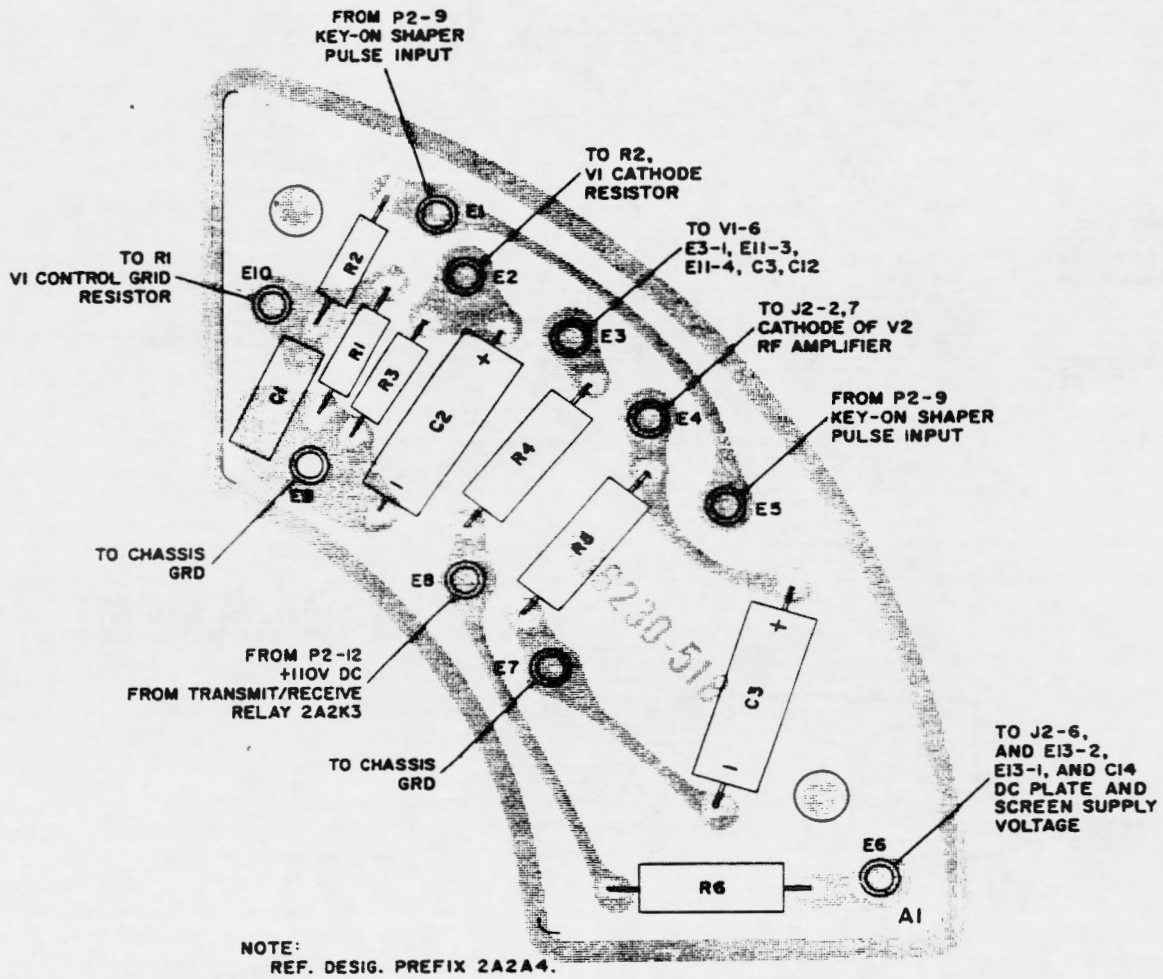 FROM P2-9
KEY-ON SHAPER
PULSE INPUT
TO R2,
V1 CATHODE
RESISTOR
E1
TO V1-6
E3-1, E11-3,
E11-4, C3, C12
TO R1
V1 CONTROL GRID
RESISTOR
E10
R2
E2
TO J2-2,7
CATHODE OF V2
RF AMPLIFIER
E3
R1
R3
+
C1
C2
E4
FROM P2-9
KEY-ON SHAPER
PULSE INPUT
R4
E9
-
E5
TO CHASSIS
GRD
R5
E8
+
FROM P2-12
+110V DC
FROM TRANSMIT/RECEIVE
RELAY 2A2K3
E7
C3
TO CHASSIS
GRD
-
TO J2-6,
AND E13-2,
E13-1, AND C14
DC PLATE AND
SCREEN SUPPLY
VOLTAGE
E6
R6
A1
NOTE:
REF. DESIG. PREFIX 2A2A4.